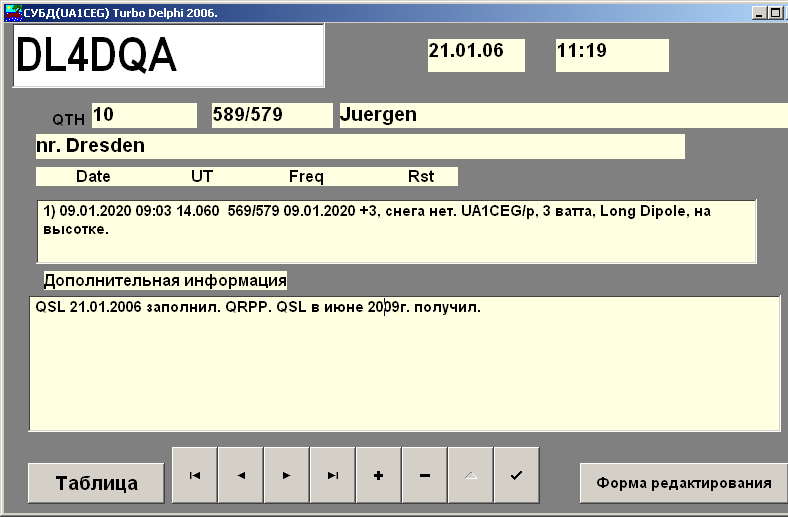 СУБД(UA1CEG) Turbo Delphi 2006.
DL4DQA
21.01.06 11:19
QTH 10 589/579 Juergen
nr. Dresden
Date UT Freq Rst
1) 09.01.2020 09:03 14.060 569/579 09.01.2020 +3, снега нет. UA1CEG/p, 3 ватта, Long Dipole, на
высотке.
Дополнительная информация
QSL 21.01.2006 заполнил. QRPP. QSL в июне 2009г. получил.
Таблица Форма редактирования